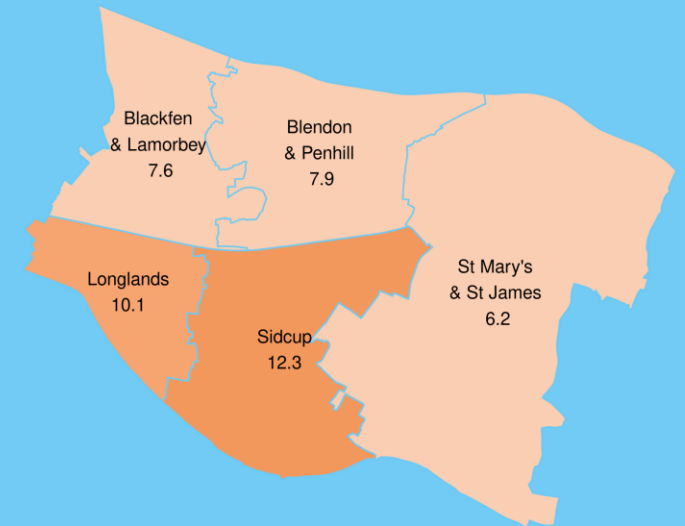 Blackfen
& Lamorbey
7.6
Blendon
& Penhill
7.9
Longlands
10.1
Sidcup
12.3
St Mary's
& St James
6.2